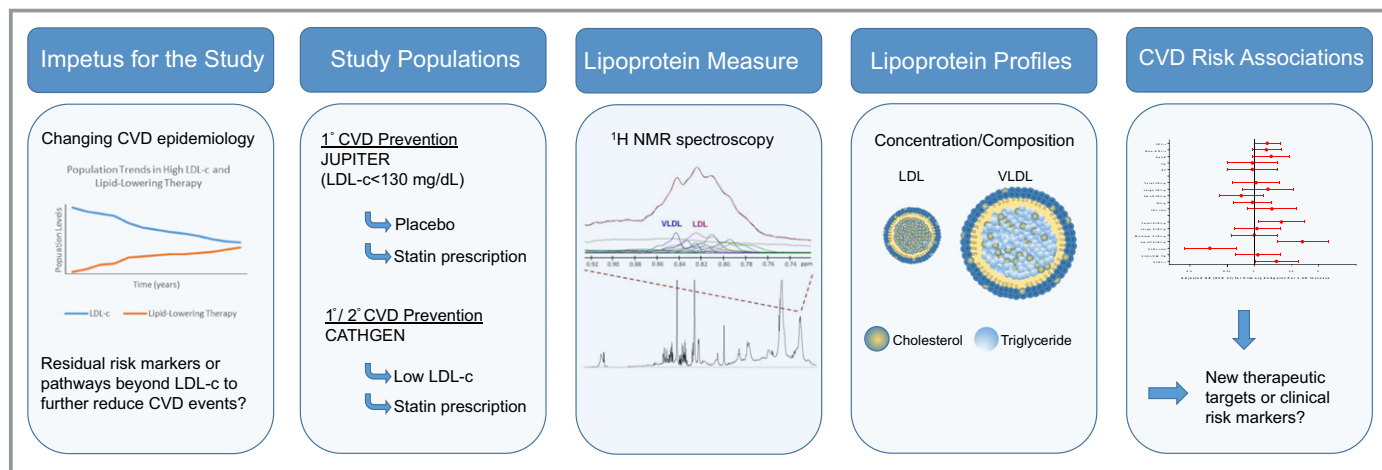 Impetus for the Study
Changing CVD epidemiology
Population Trends in High LDL-c and
Lipid-Lowering Therapy
Population Levels
Time (years)
LDL-c
Lipid-Lowering Therapy
Residual risk markers or
pathways beyond LDL-c to
further reduce CVD events?
Study Populations
1° CVD Prevention
JUPITER
(LDL-c<130 mg/dL)
Placebo
Statin prescription
1°/ 2° CVD Prevention
CATHGEN
Low LDL-c
Statin prescription
Lipoprotein Measure
¹H NMR spectroscopy
VLDL
LDL
0.92 0.90 0.88 0.86 0.84 0.82 0.80 0.78 0.76 0.74 ppm
Lipoprotein Profiles
Concentration/Composition
LDL
VLDL
Cholesterol
Triglyceride
CVD Risk Associations
New therapeutic
targets or clinical
risk markers?